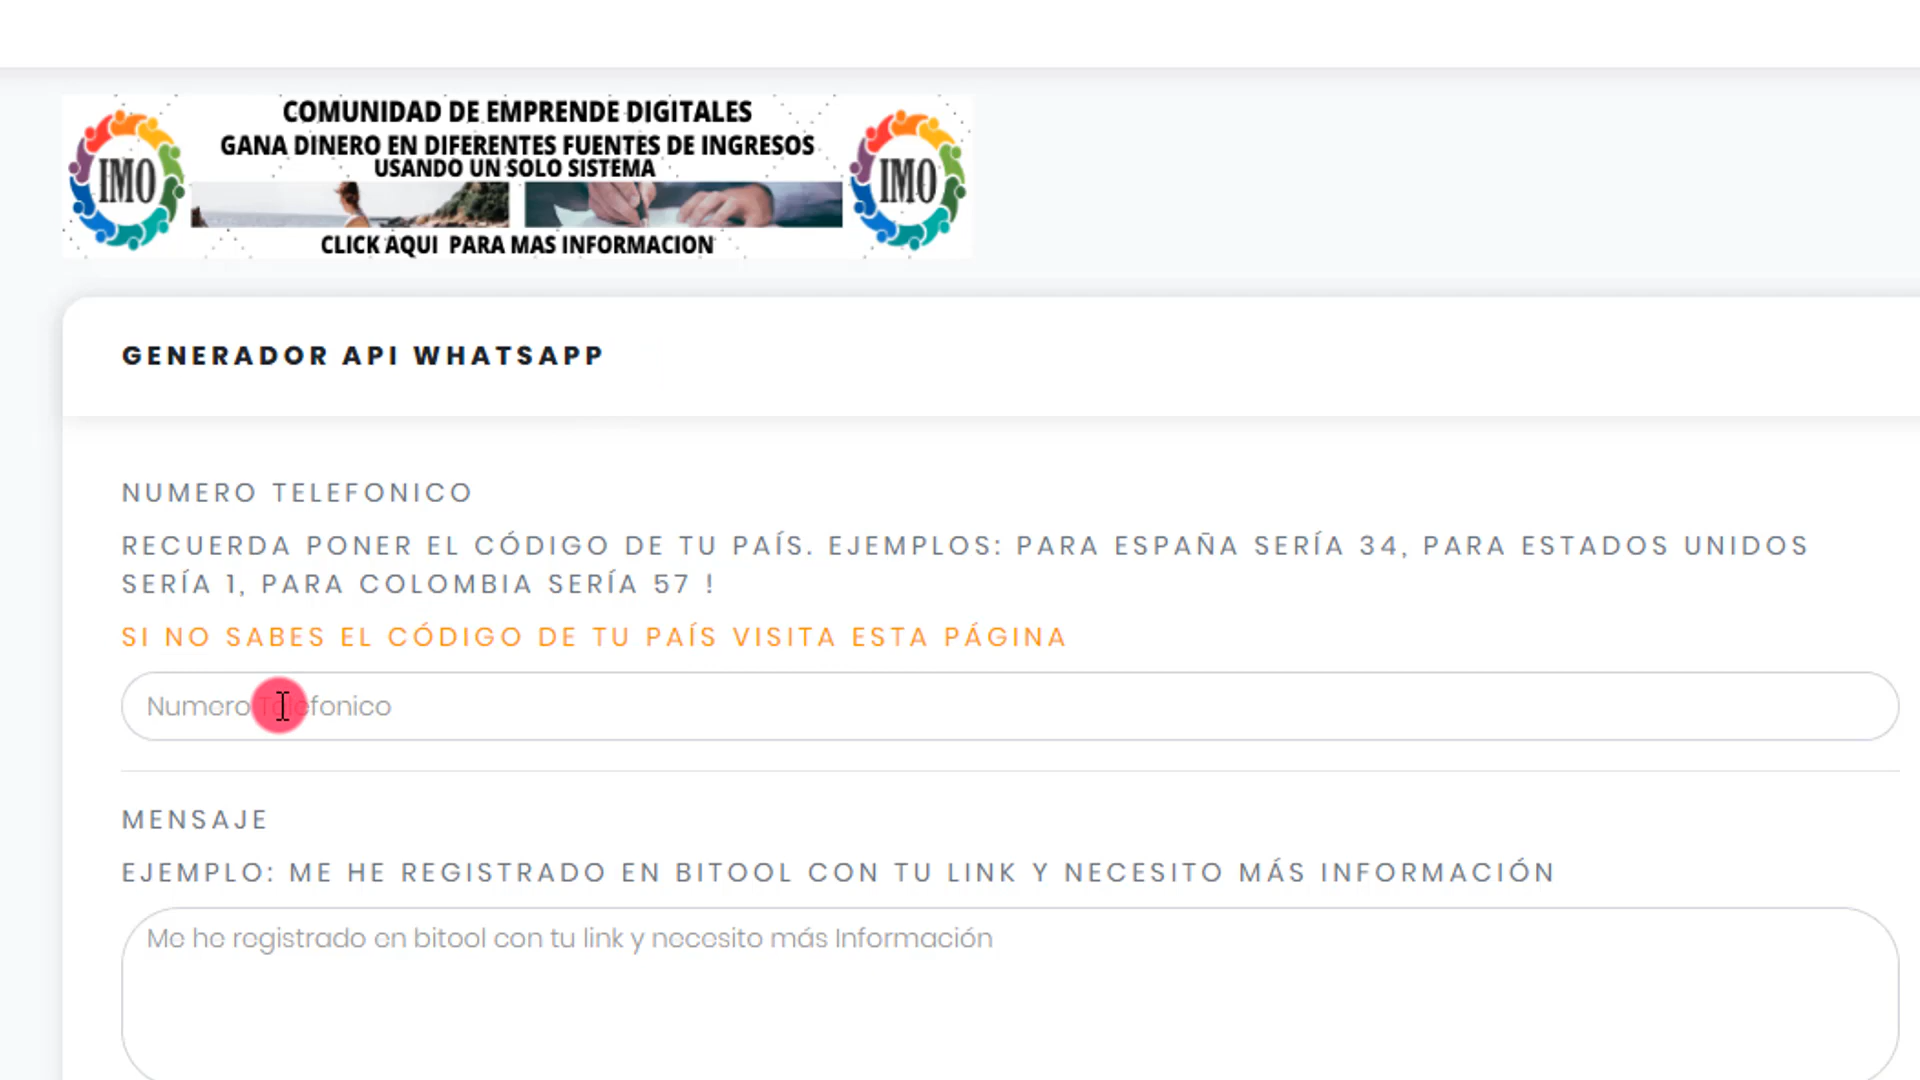 COMUNIDAD DE EMPRENDE DIGITALES
GANA DINERO EN DIFERENTES FUENTES DE INGRESOS
USANDO UN SOLO SISTEMA
IMO
IMO
CLICK AQUI PARA MAS INFORMACION
GENERADOR API WHATSAPP
NUMERO TELEFONICO
RECUERDA PONER EL CÓDIGO DE TU PAÍS. EJEMPLOS: PARA ESPAÑA SERÍA 34, PARA ESTADOS UNIDOS
SERÍA 1, PARA COLOMBIA SERÍA 57 !
SI NO SABES EL CÓDIGO DE TU PAÍS VISITA ESTA PÁGINA
Numero Telefonico
MENSAJE
EJEMPLO: ME HE REGISTRADO EN BITOOL CON TU LINK Y NECESITO MÁS INFORMACIÓN
Me he registrado en bitool con tu link y necesito más Información